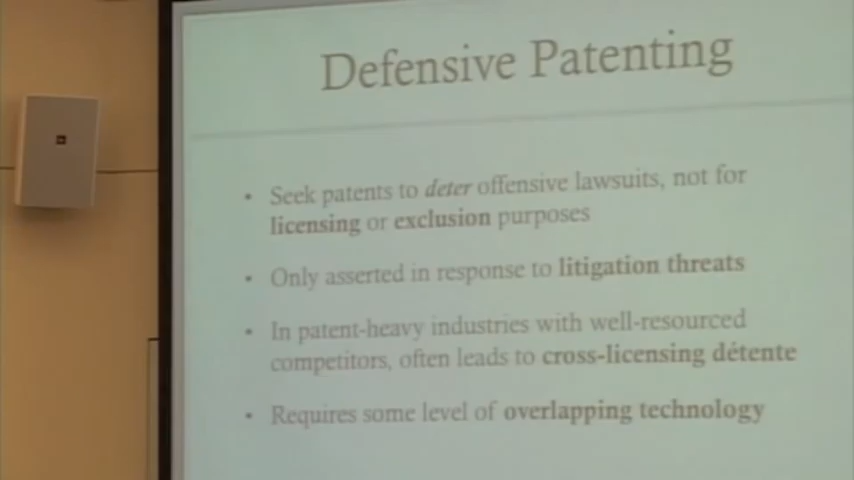 Defensive Patenting
• Seek patents to deter offensive lawsuits, not for
licensing or exclusion purposes
• Only asserted in response to litigation threats
• In patent-heavy industries with well-resourced
competitors, often leads to cross-licensing détente
• Requires some level of overlapping technology